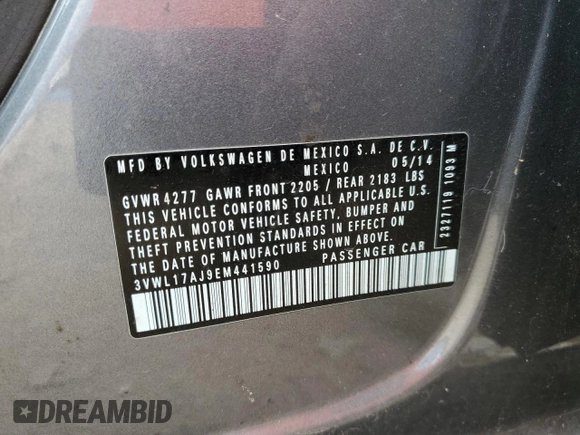 MFD BY VOLKSWAGEN DE MEXICO S.A. DE C.V.
MEXICO 05/14
GVWR 4277 GAWR FRONT 2205 / REAR 2183 LBS
THIS VEHICLE CONFORMS TO ALL APPLICABLE U.S.
FEDERAL MOTOR VEHICLE SAFETY, BUMPER AND
THEFT PREVENTION STANDARDS IN EFFECT ON
THE DATE OF MANUFACTURE SHOWN ABOVE.
3VWL17AJ9EM441590 PASSENGER CAR
2327119 1093 M
DREAMBID